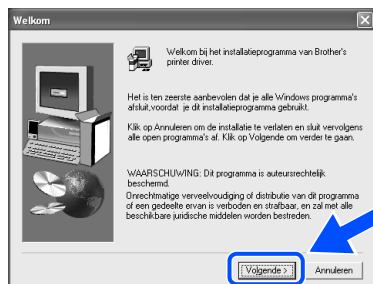 Welkom
Welkom bij het installatieprogramma van Brother's
printer driver.
Het is ten zeerste aanbevolen dat je alle Windows programma's
afsluit,voordat je dit installatieprogramma gebruikt.
Klik op Annuleren om de installatie te verlaten en sluit vervolgens
alle open programma's af. Klik op Volgende om verder te gaan.
WAARSCHUWING: Dit programma is auteursrechtelijk
beschermd.
Onrechtmatige verveelvoudiging of distributie van dit programma
of een gedeelte ervan is verboden en strafbaar, en zal met alle
beschikbare juridische middelen worden bestreden.
Volgende >
Annuleren